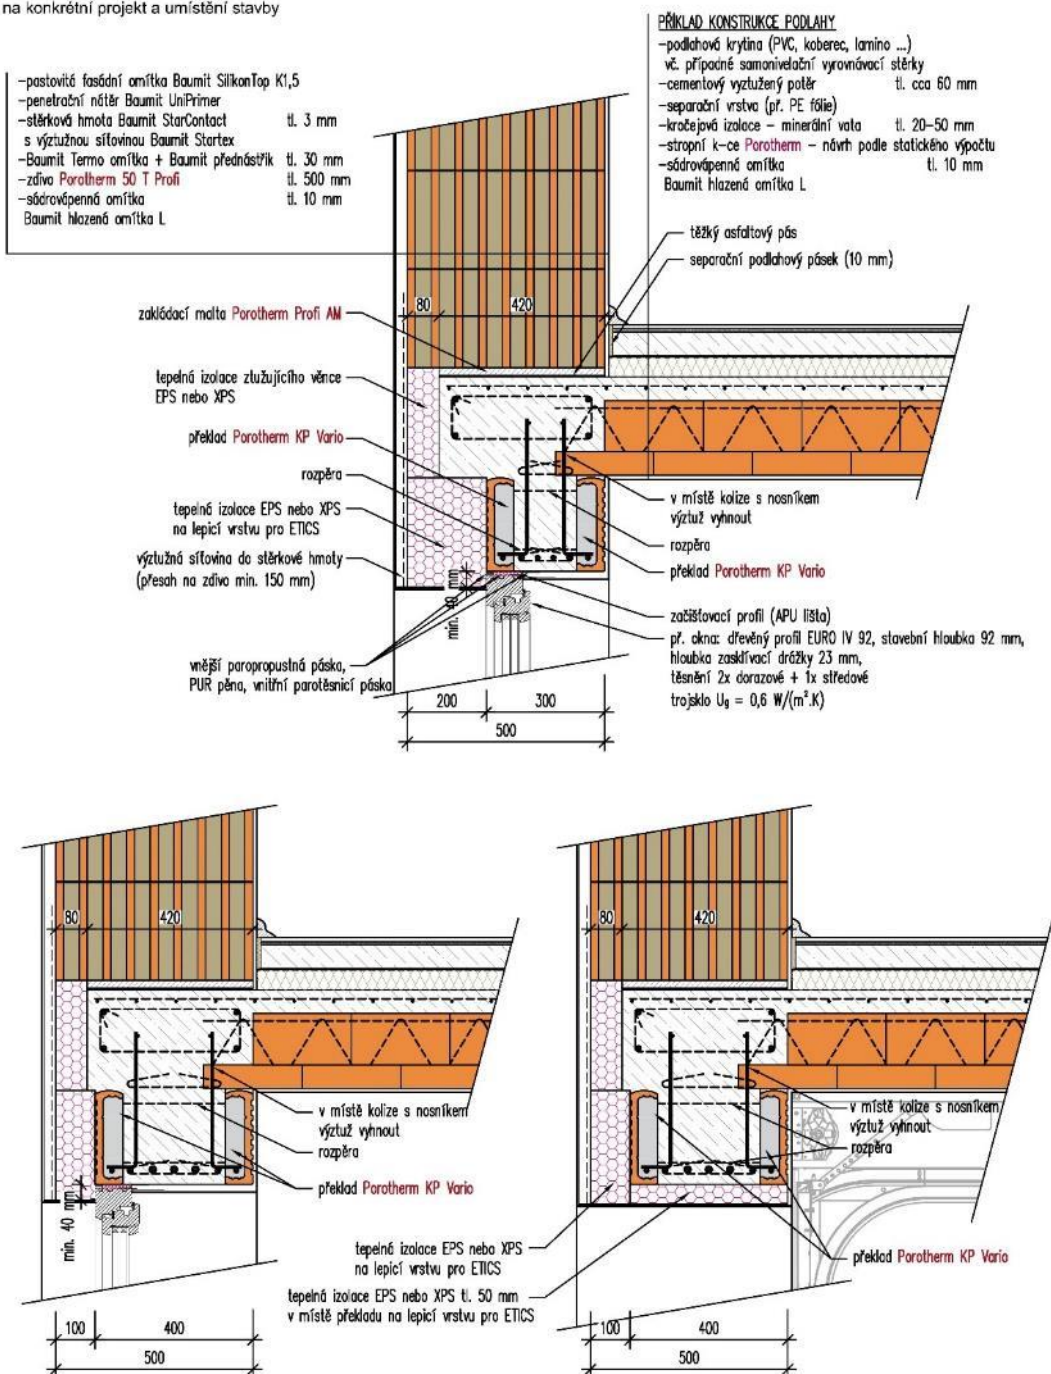 na konkrétní projekt a umístění stavby
-pastovitá fasádní omítka Baumit SilikonTop K1,5
-penetrační nátěr Baumit UniPrimer
-stěrková hmota Baumit StarContact tl. 3 mm
s výztužnou síťovinou Baumit Startex
-Baumit Termo omítka + Baumit přednástřik tl. 30 mm
-zdivo Porotherm 50 T Profi tl. 500 mm
-sádrovápenná omítka tl. 10 mm
Baumit hlazená omítka L
PŘÍKLAD KONSTRUKCE PODLAHY
-podlahová krytina (PVC, koberec, lamino ...)
vč. případné samonivelační vyrovnávací stěrky
-cementový vyztužený potěr tl. cca 60 mm
-separační vrstva (př. PE fólie)
-kročejová izolace - minerální vata tl. 20-50 mm
-stropní k-ce Porotherm - návrh podle statického výpočtu
-sádrovápenná omítka tl. 10 mm
Baumit hlazená omítka L
těžký asfaltový pás
separační podlahový pásek (10 mm)
80 420
zakládací malta Porotherm Profi AM
tepelná izolace ztužujícího věnce
EPS nebo XPS
překlad Porotherm KP Vario
rozpěra
tepelná izolace EPS nebo XPS
na lepicí vrstvu pro ETICS
výztužná síťovina do stěrkové hmoty
(přesah na zdivo min. 150 mm)
vnější paropropustná páska,
PUR pěna, vnitřní parotěsnicí páska
min. 40 mm
v místě kolize s nosníkem
výztuž vyhnout
rozpěra
překlad Porotherm KP Vario
začišťovací profil (APU lišta)
př. okna: dřevěný profil EURO IV 92, stavební hloubka 92 mm,
hloubka zasklívací drážky 23 mm,
těsnění 2x dorazové + 1x středové
trojsklo Ug = 0,6 W/(m².K)
200 300
500
80 420
v místě kolize s nosníkem
výztuž vyhnout
rozpěra
překlad Porotherm KP Vario
min. 40 mm
100 400
500
80 420
v místě kolize s nosníkem
výztuž vyhnout
rozpěra
překlad Porotherm KP Vario
tepelná izolace EPS nebo XPS
na lepicí vrstvu pro ETICS
tepelná izolace EPS nebo XPS tl. 50 mm
v místě překladu na lepicí vrstvu pro ETICS
100 400
500